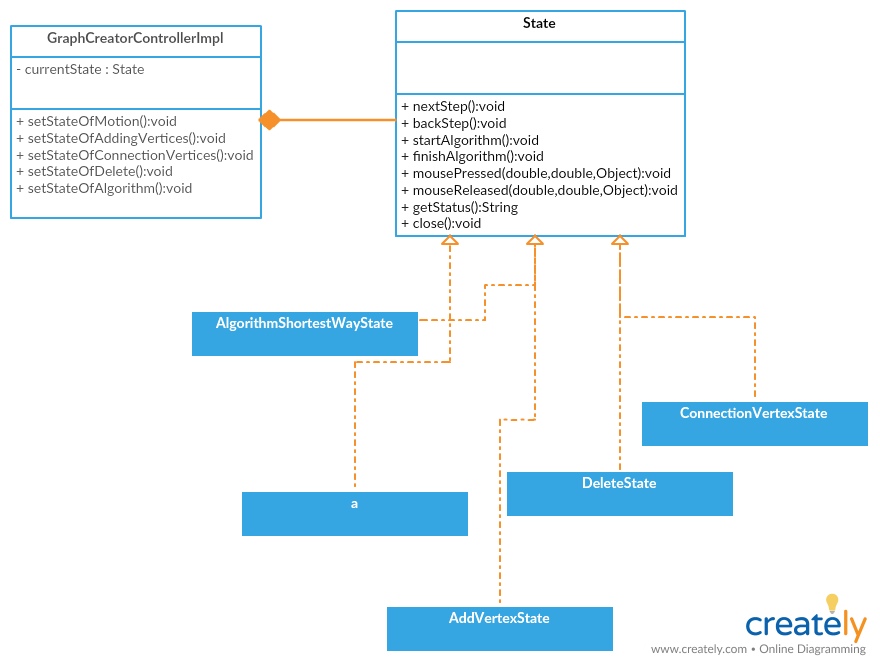 GraphCreatorControllerImpl
- currentState : State
+ setStateOfMotion():void
+ setStateOfAddingVertices():void
+ setStateOfConnectionVertices():void
+ setStateOfDelete():void
+ setStateOfAlgorithm():void
State
+ nextStep():void
+ backStep():void
+ startAlgorithm():void
+ finishAlgorithm():void
+ mousePressed(double,double,Object):void
+ mouseReleased(double,double,Object):void
+ getStatus():String
+ close():void
AlgorithmShortestWayState
ConnectionVertexState
DeleteState
a
AddVertexState
creately
www.creately.com • Online Diagramming